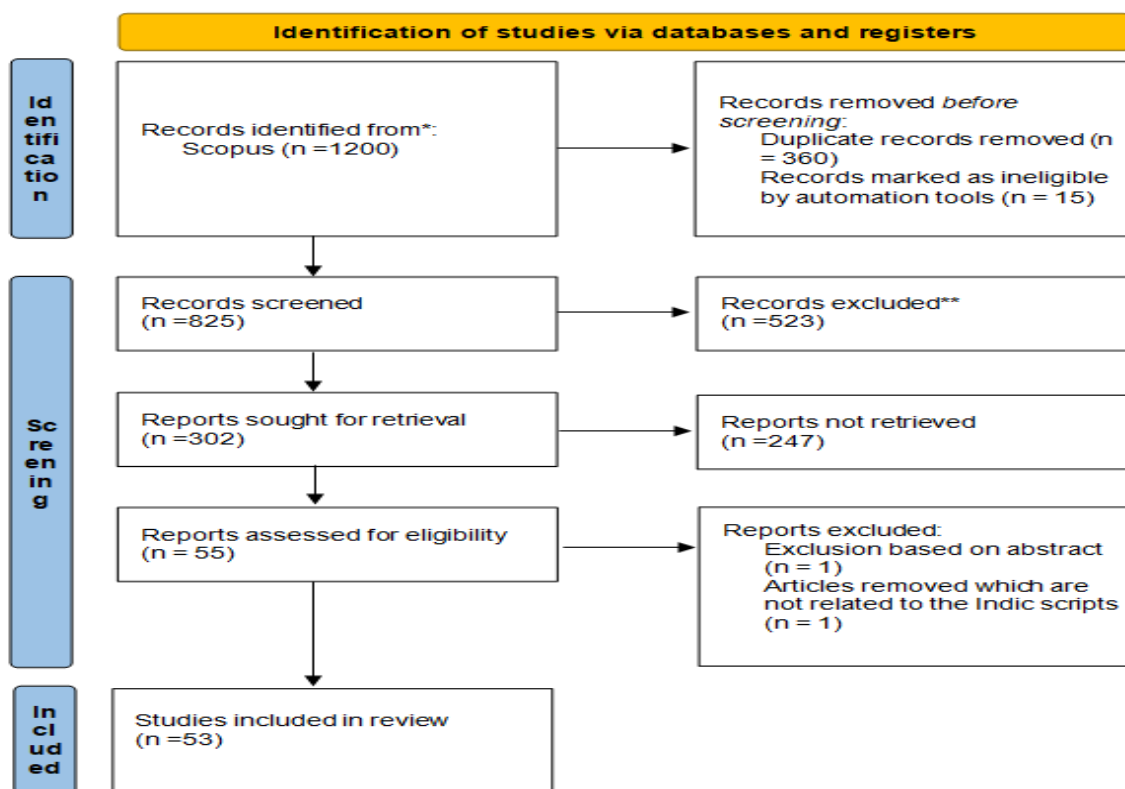 Identification of studies via databases and registers
Id
en
tifi
ca
tio
n
Records identified from*:
Scopus (n =1200)
Records removed before
screening:
Duplicate records removed (n
= 360)
Records marked as ineligible
by automation tools (n = 15)
Sc
re
en
in
g
Records screened
(n =825)
Records excluded**
(n =523)
Reports sought for retrieval
(n =302)
Reports not retrieved
(n =247)
Reports assessed for eligibility
(n = 55)
Reports excluded:
Exclusion based on abstract
(n = 1)
Articles removed which are
not related to the Indic scripts
(n = 1)
In
cl
ud
ed
Studies included in review
(n =53)